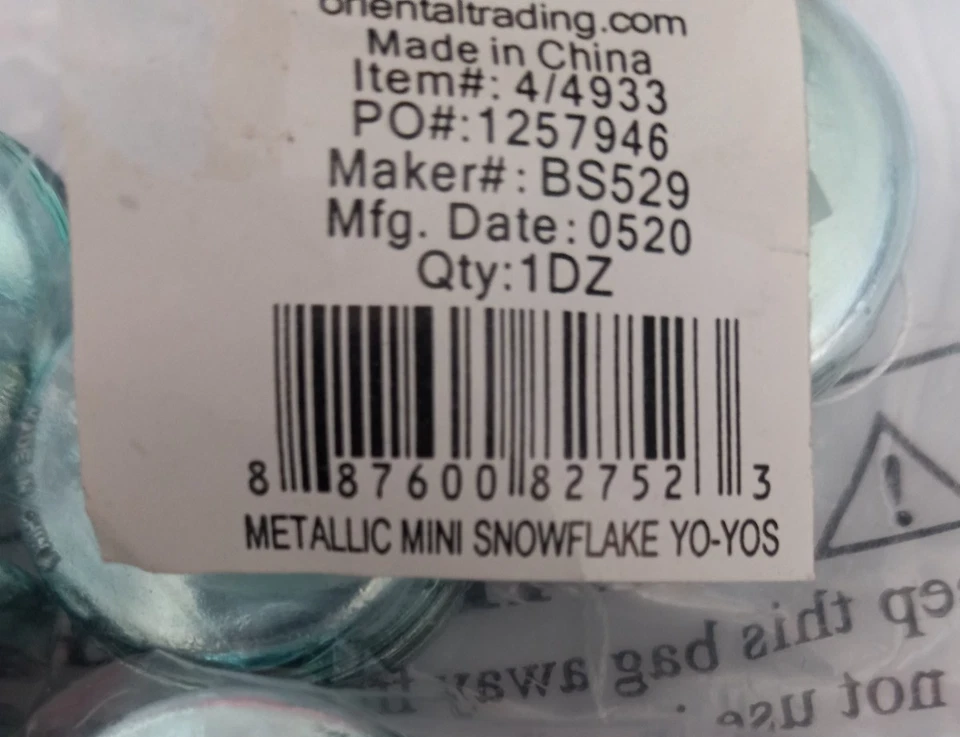 orientaltrading.com
Made in China
Item#: 4/4933
PO#:1257946
Maker#: BS529
Mfg. Date: 0520
Qty:1DZ
8 87600 82752 3
METALLIC MINI SNOWFLAKE YO-YOS
ep this
bag away
not use